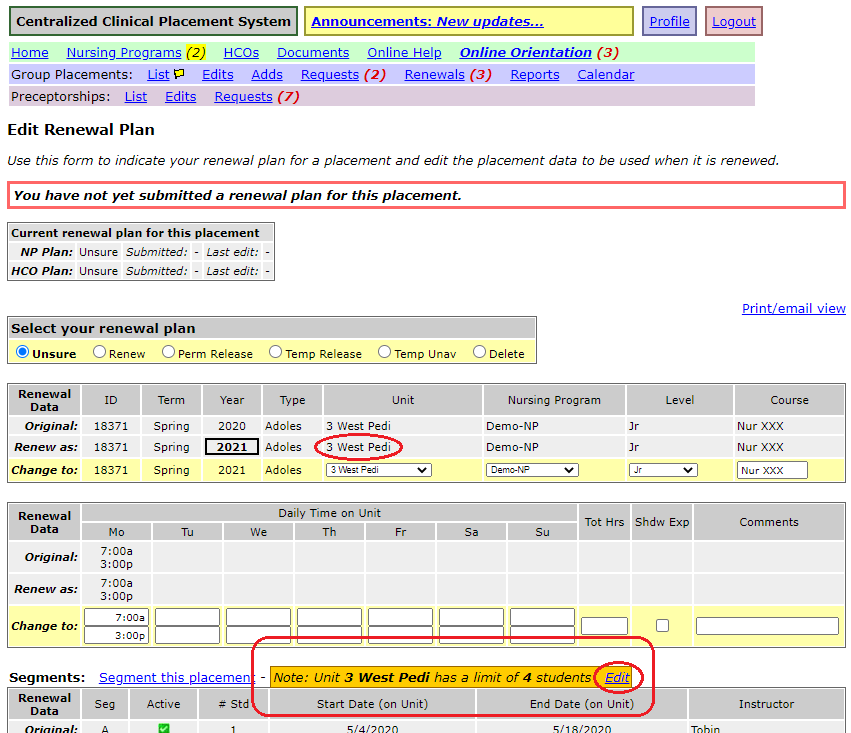 Centralized Clinical Placement System Announcements: New updates... Profile Logout
Home Nursing Programs (2) HCOs Documents Online Help Online Orientation (3)
Group Placements: List Edits Adds Requests (2) Renewals (3) Reports Calendar
Preceptorships: List Edits Requests (7)
Edit Renewal Plan
Use this form to indicate your renewal plan for a placement and edit the placement data to be used when it is renewed.
You have not yet submitted a renewal plan for this placement.
Current renewal plan for this placement
NP Plan: Unsure Submitted: - Last edit: -
HCO Plan: Unsure Submitted: - Last edit: -
Print/email view
Select your renewal plan
Unsure Renew Perm Release Temp Release Temp Unav Delete
Renewal Data ID Term Year Type Unit Nursing Program Level Course
Original: 18371 Spring 2020 Adoles 3 West Pedi Demo-NP Jr Nur XXX
Renew as: 18371 Spring 2021 Adoles 3 West Pedi Demo-NP Jr Nur XXX
Change to: 18371 Spring 2021 Adoles 3 West Pedi Demo-NP Jr Nur XXX
Renewal Data Daily Time on Unit Tot Hrs Shdw Exp Comments
Mo Tu We Th Fr Sa Su
Original: 7:00a 3:00p
Renew as: 7:00a 3:00p
Change to: 7:00a 3:00p
Segments: Segment this placement - Note: Unit 3 West Pedi has a limit of 4 students Edit
Renewal Data Seg Active # Std Start Date (on Unit) End Date (on Unit) Instructor
Original: A 1 5/4/2020 5/18/2020 Tobin